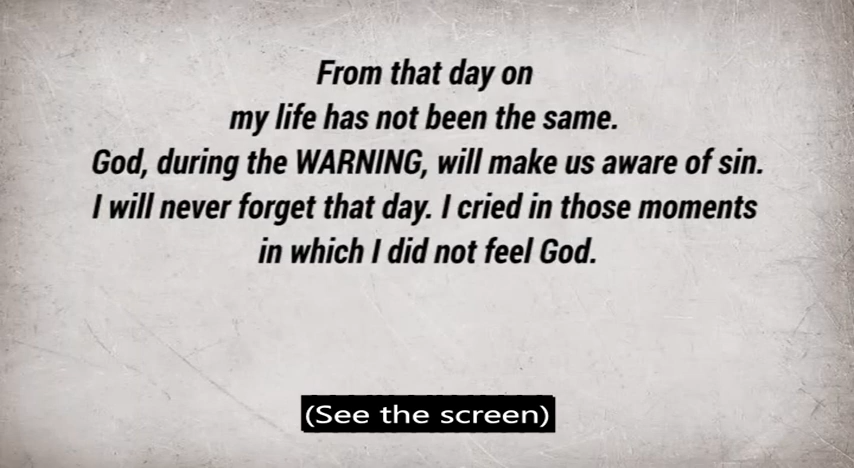 From that day on
my life has not been the same.
God, during the WARNING, will make us aware of sin.
I will never forget that day. I cried in those moments
in which I did not feel God.
(See the screen)